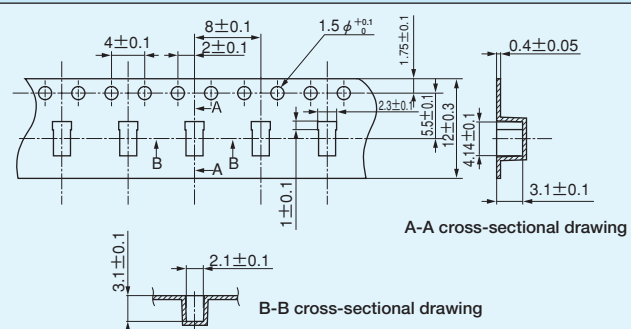 8±0.1
4±0.1
2±0.1
1.5 φ +0.1 0
1.75±0.1
0.4±0.05
A
2.3±0.1
5.5±0.1
12±0.3
4.14±0.1
B
B
A
1±0.1
3.1±0.1
A-A cross-sectional drawing
3.1±0.1
2.1±0.1
B-B cross-sectional drawing